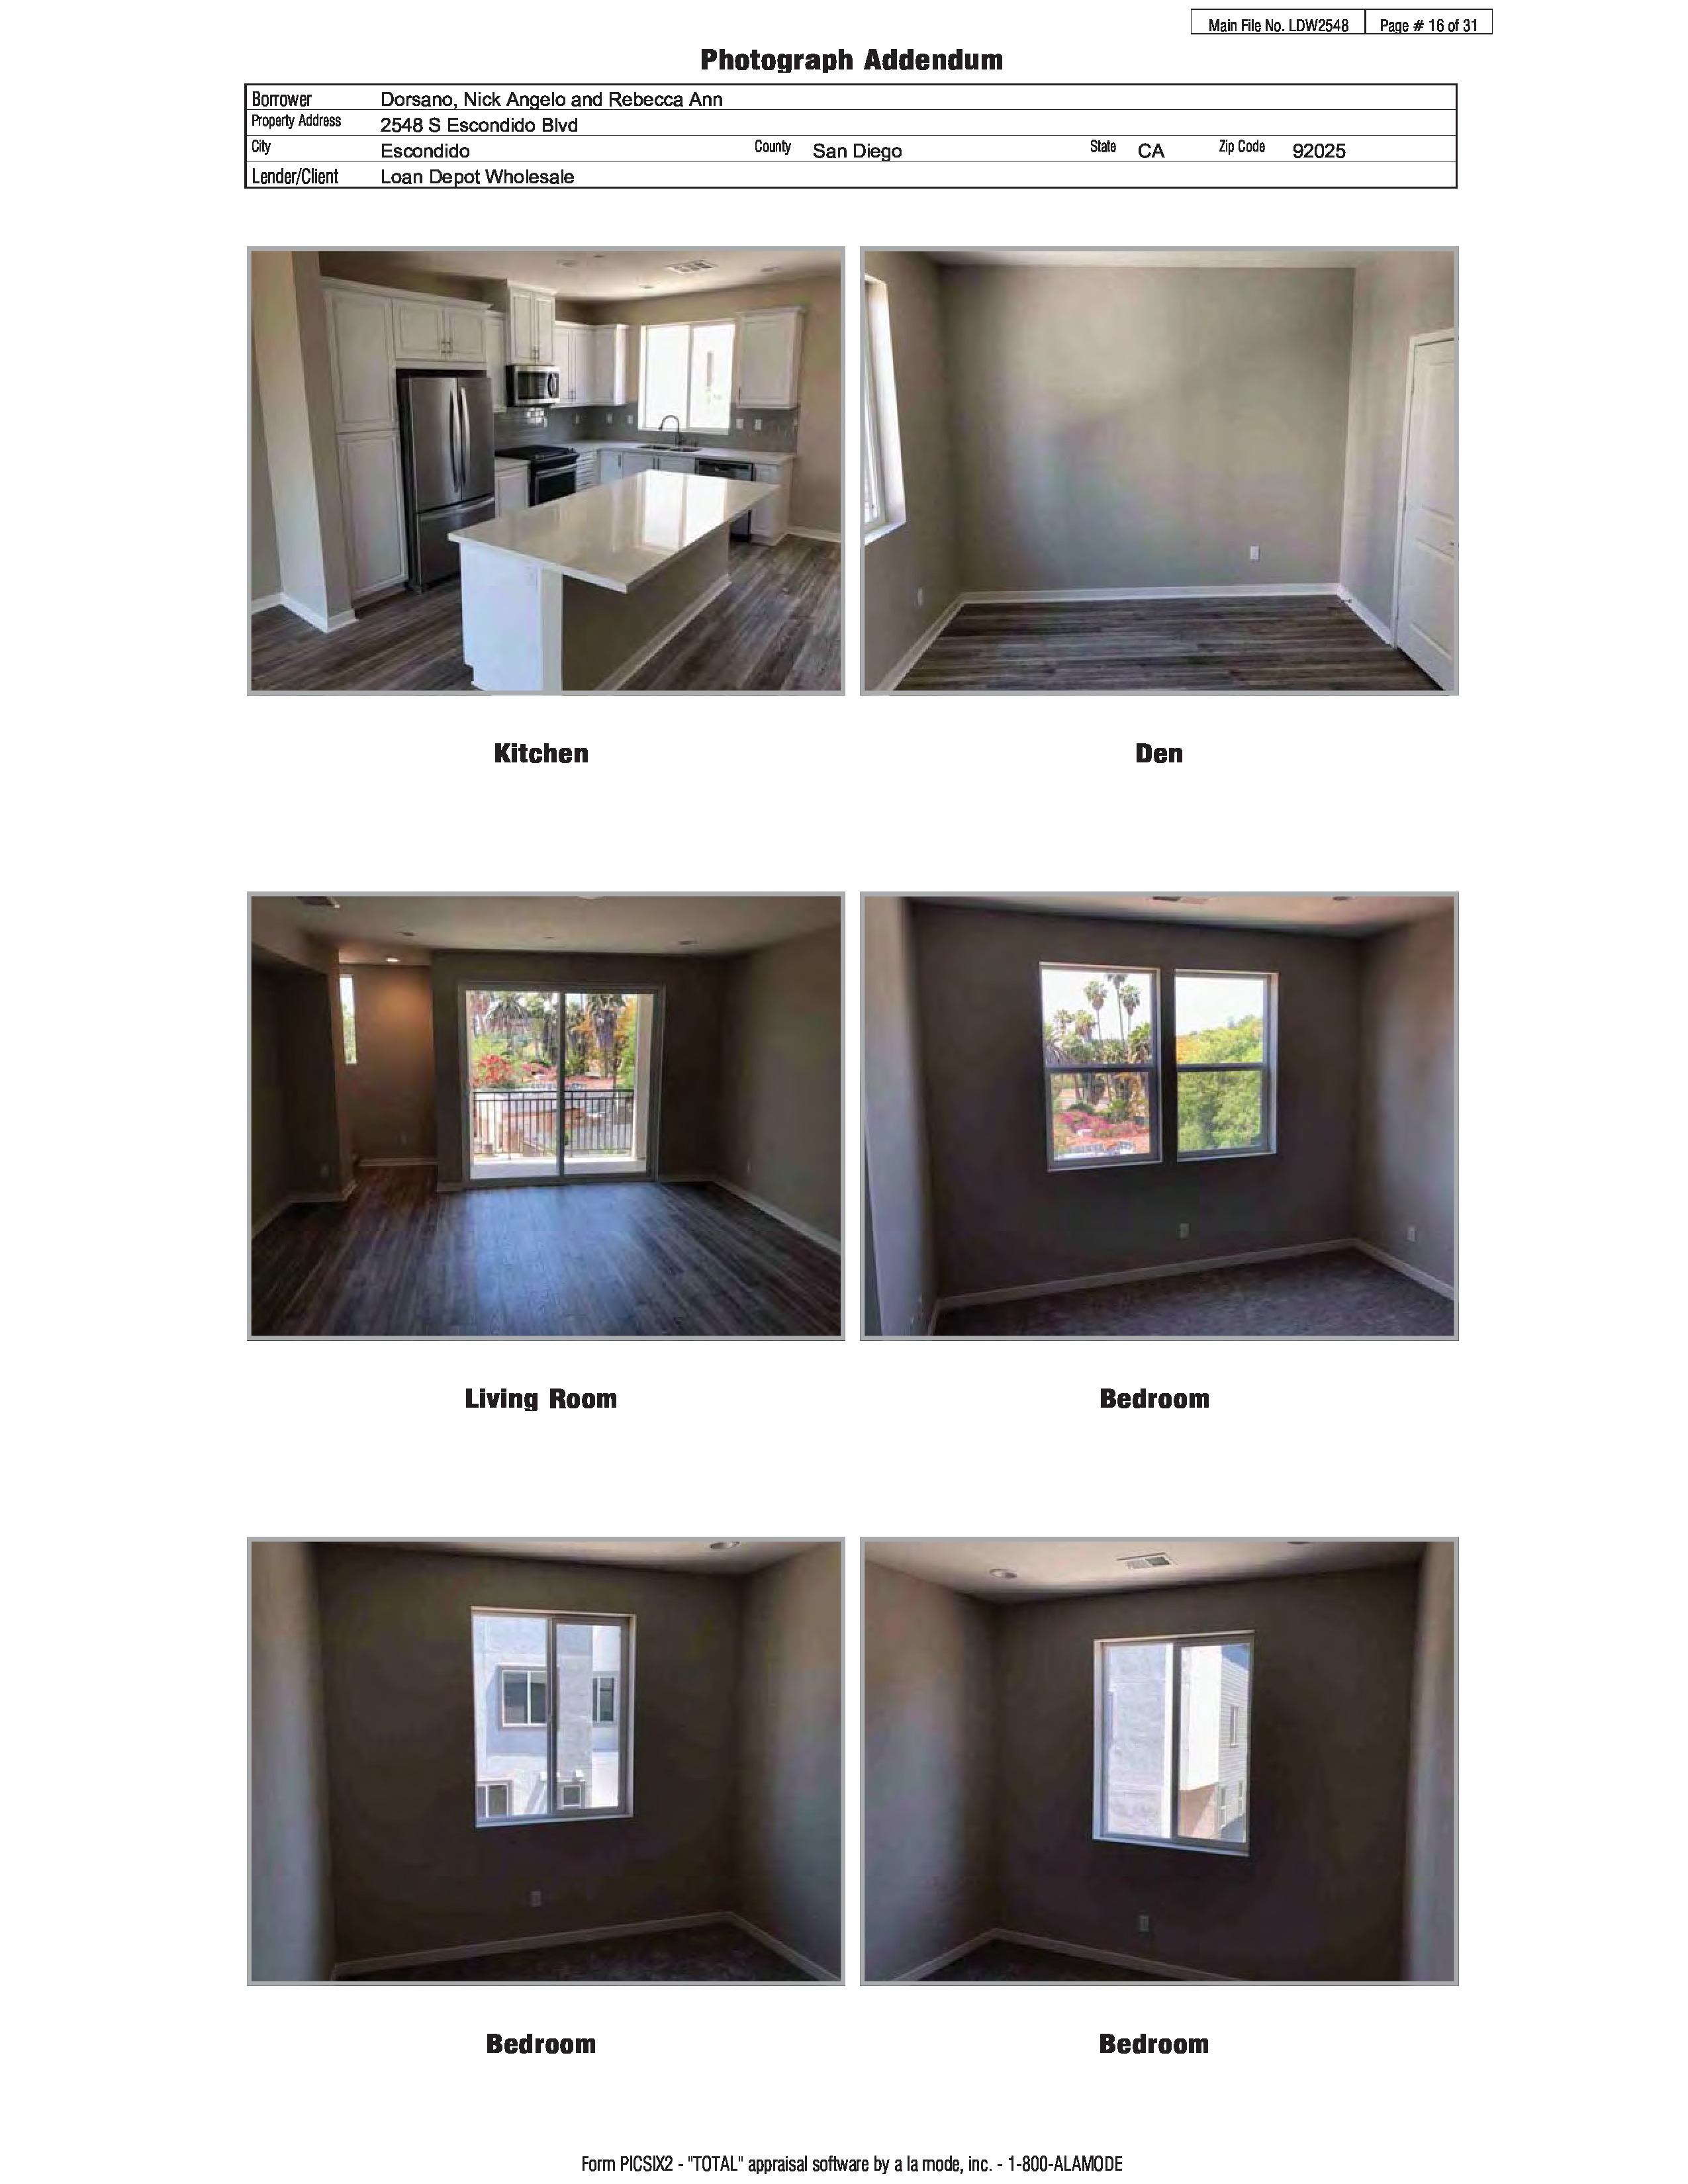 Main File No. LDW2548 Page # 16 of 31
Photograph Addendum
Borrower Dorsano, Nick Angelo and Rebecca Ann
Property Address 2548 S Escondido Blvd
City Escondido County San Diego State CA Zip Code 92025
Lender/Client Loan Depot Wholesale
Kitchen Den
Living Room Bedroom
Bedroom Bedroom
Form PICSIX2 - "TOTAL" appraisal software by a la mode, inc. - 1-800-ALAMODE